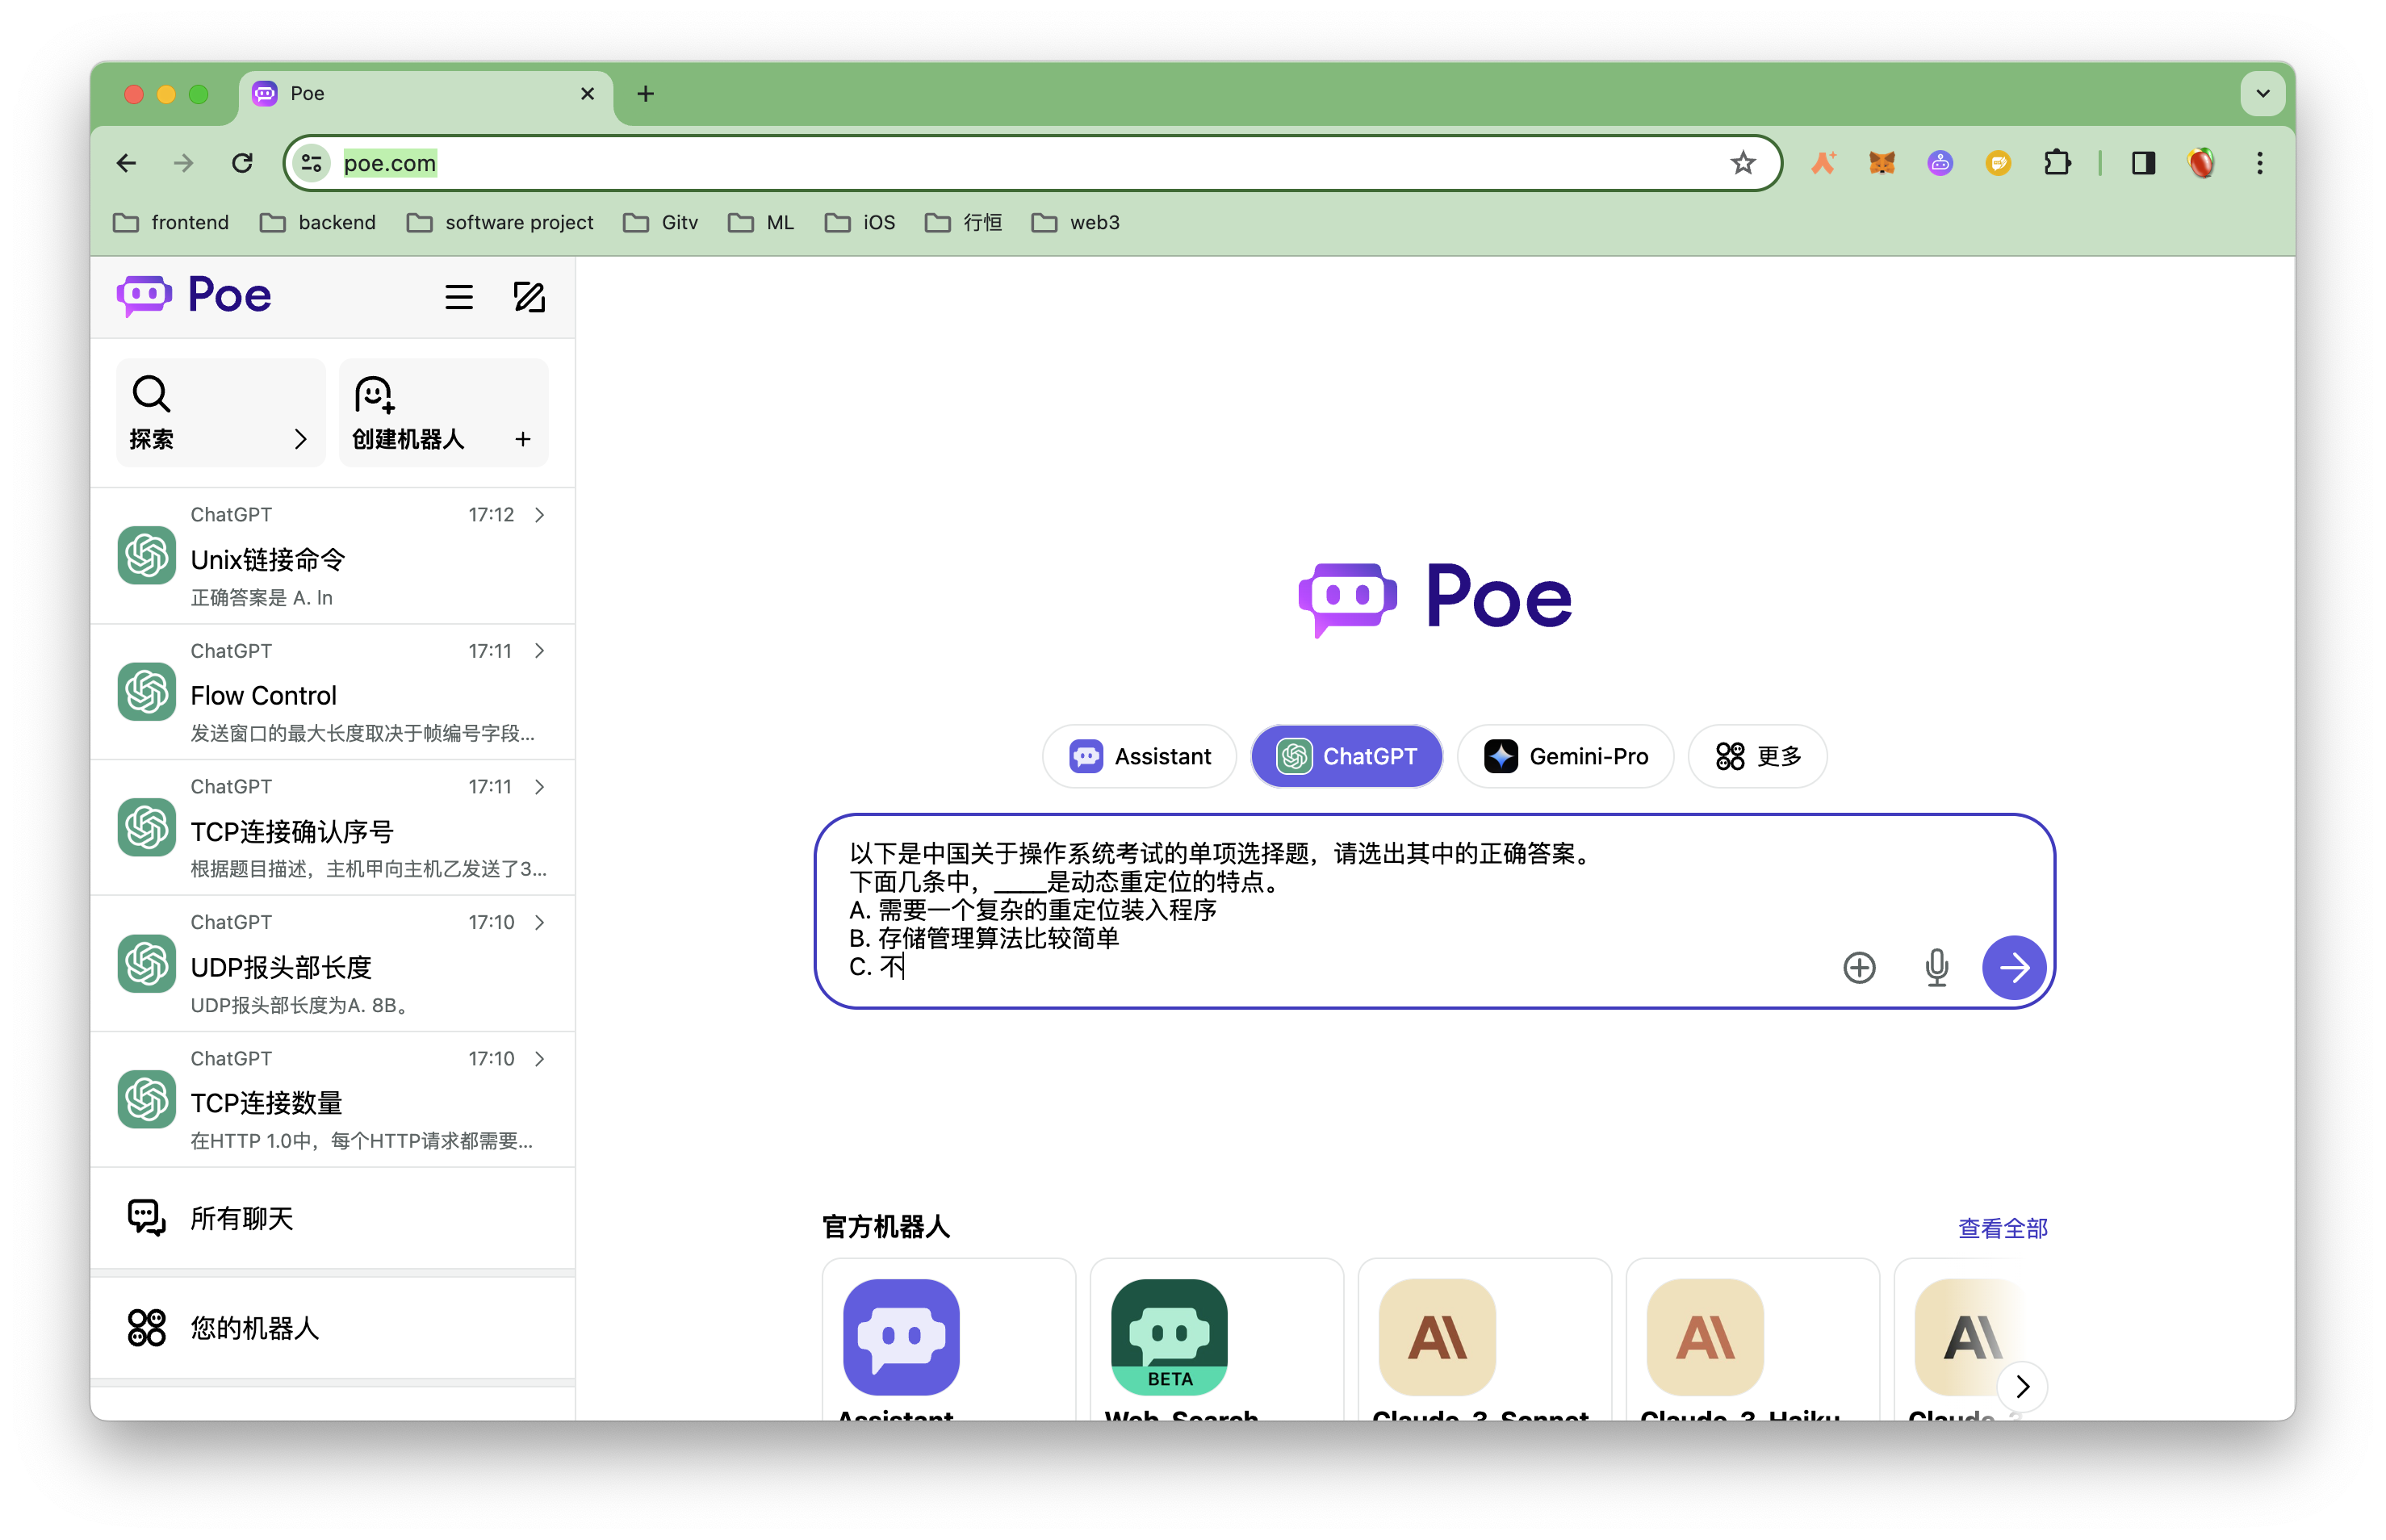 Poe
poe.com
frontend
backend
software project
Gitv
ML
iOS
行恒
web3
Poe
探索
创建机器人
ChatGPT
17:12
Unix链接命令
正确答案是 A. ln
ChatGPT
17:11
Flow Control
发送窗口的最大长度取决于帧编号字段...
ChatGPT
17:11
TCP连接确认序号
根据题目描述，主机甲向主机乙发送了3...
ChatGPT
17:10
UDP报头部长度
UDP报头部长度为A. 8B。
ChatGPT
17:10
TCP连接数量
在HTTP 1.0中，每个HTTP请求都需要...
所有聊天
您的机器人
Poe
Assistant
ChatGPT
Gemini-Pro
更多
以下是中国关于操作系统考试的单项选择题，请选出其中的正确答案。
下面几条中，____是动态重定位的特点。
A. 需要一个复杂的重定位装入程序
B. 存储管理算法比较简单
C. 不
官方机器人
查看全部
BETA
Assistant
Web-Search
Claude-3-Sonnet
Claude-3-Haiku
Claude-3